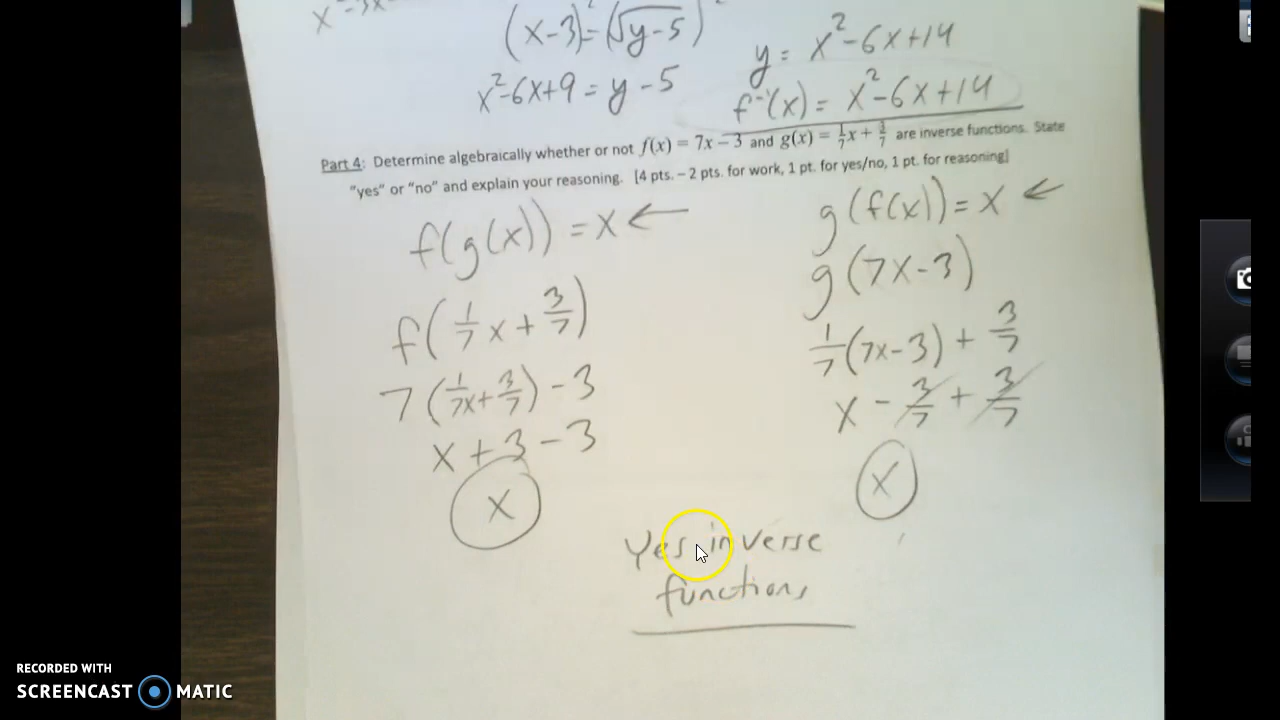 x² - 3x
(x-3)² = (√y-5)²
x² - 6x + 9 = y - 5
y = x² - 6x + 14
f⁻¹(x) = x² - 6x + 14
Part 4: Determine algebraically whether or not f(x) = 7x − 3 and g(x) = 1/7 x + 3/7 are inverse functions. State
"yes" or "no" and explain your reasoning. [4 pts. – 2 pts. for work, 1 pt. for yes/no, 1 pt. for reasoning]
f(g(x)) = x ←
f(1/7 x + 3/7)
7(1/7x + 3/7) - 3
x + 3 - 3
x
g(f(x)) = x ←
g(7x-3)
1/7(7x-3) + 3/7
x - 3/7 + 3/7
x
Yes inverse
functions
RECORDED WITH
SCREENCAST MATIC